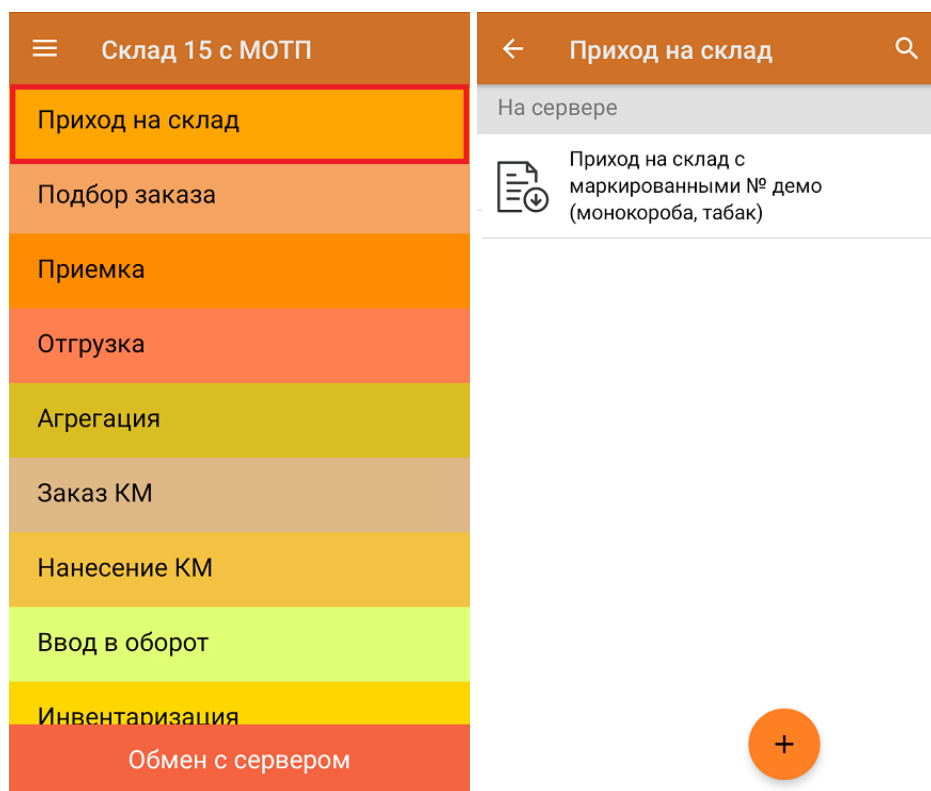 Склад 15 с МОТП
Приход на склад
Подбор заказа
Приемка
Отгрузка
Агрегация
Заказ КМ
Нанесение КМ
Ввод в оборот
Инвентаризация
Обмен с сервером
Приход на склад
На сервере
Приход на склад с
маркированными № демо
(монокороба, табак)